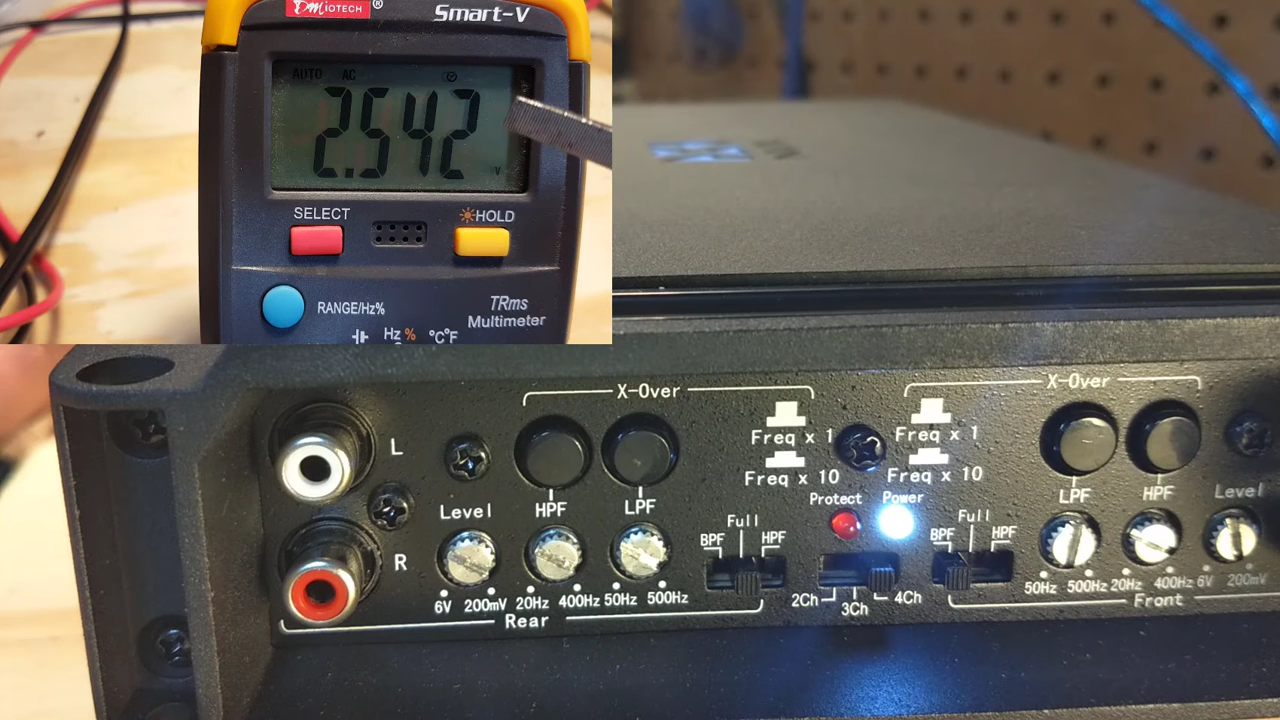 DMIOTECH®
Smart-V
AUTO AC
2.542
V
SELECT
HOLD
RANGE/Hz%
TRms
Multimeter
Hz % °C°F
X-Over
X-Over
L
Freq x 1
Freq x 1
Freq x 10
Freq x 10
Protect
Power
Level
HPF
LPF
LPF
HPF
Level
R
BPF
Full
HPF
BPF
Full
HPF
6V
200mV
20Hz
400Hz
50Hz
500Hz
2Ch
3Ch
4Ch
50Hz
500Hz
20Hz
400Hz
6V
200mV
Rear
Front